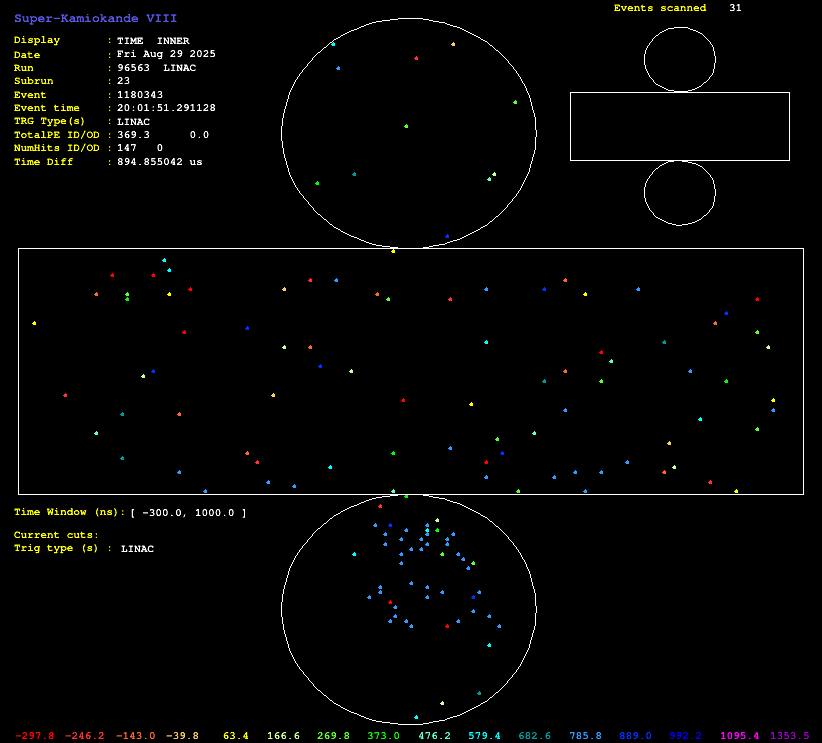 Super-Kamiokande VIII
Events scanned 31
Display : TIME INNER
Date : Fri Aug 29 2025
Run : 96563 LINAC
Subrun : 23
Event : 1180343
Event time : 20:01:51.291128
TRG Type(s) : LINAC
TotalPE ID/OD : 369.3 0.0
NumHits ID/OD : 147 0
Time Diff : 894.855042 us
Time Window (ns): [ -300.0, 1000.0 ]
Current cuts:
Trig type (s) : LINAC
-297.8 -246.2 -143.0 -39.8 63.4 166.6 269.8 373.0 476.2 579.4 682.6 785.8 889.0 992.2 1095.4 1353.5